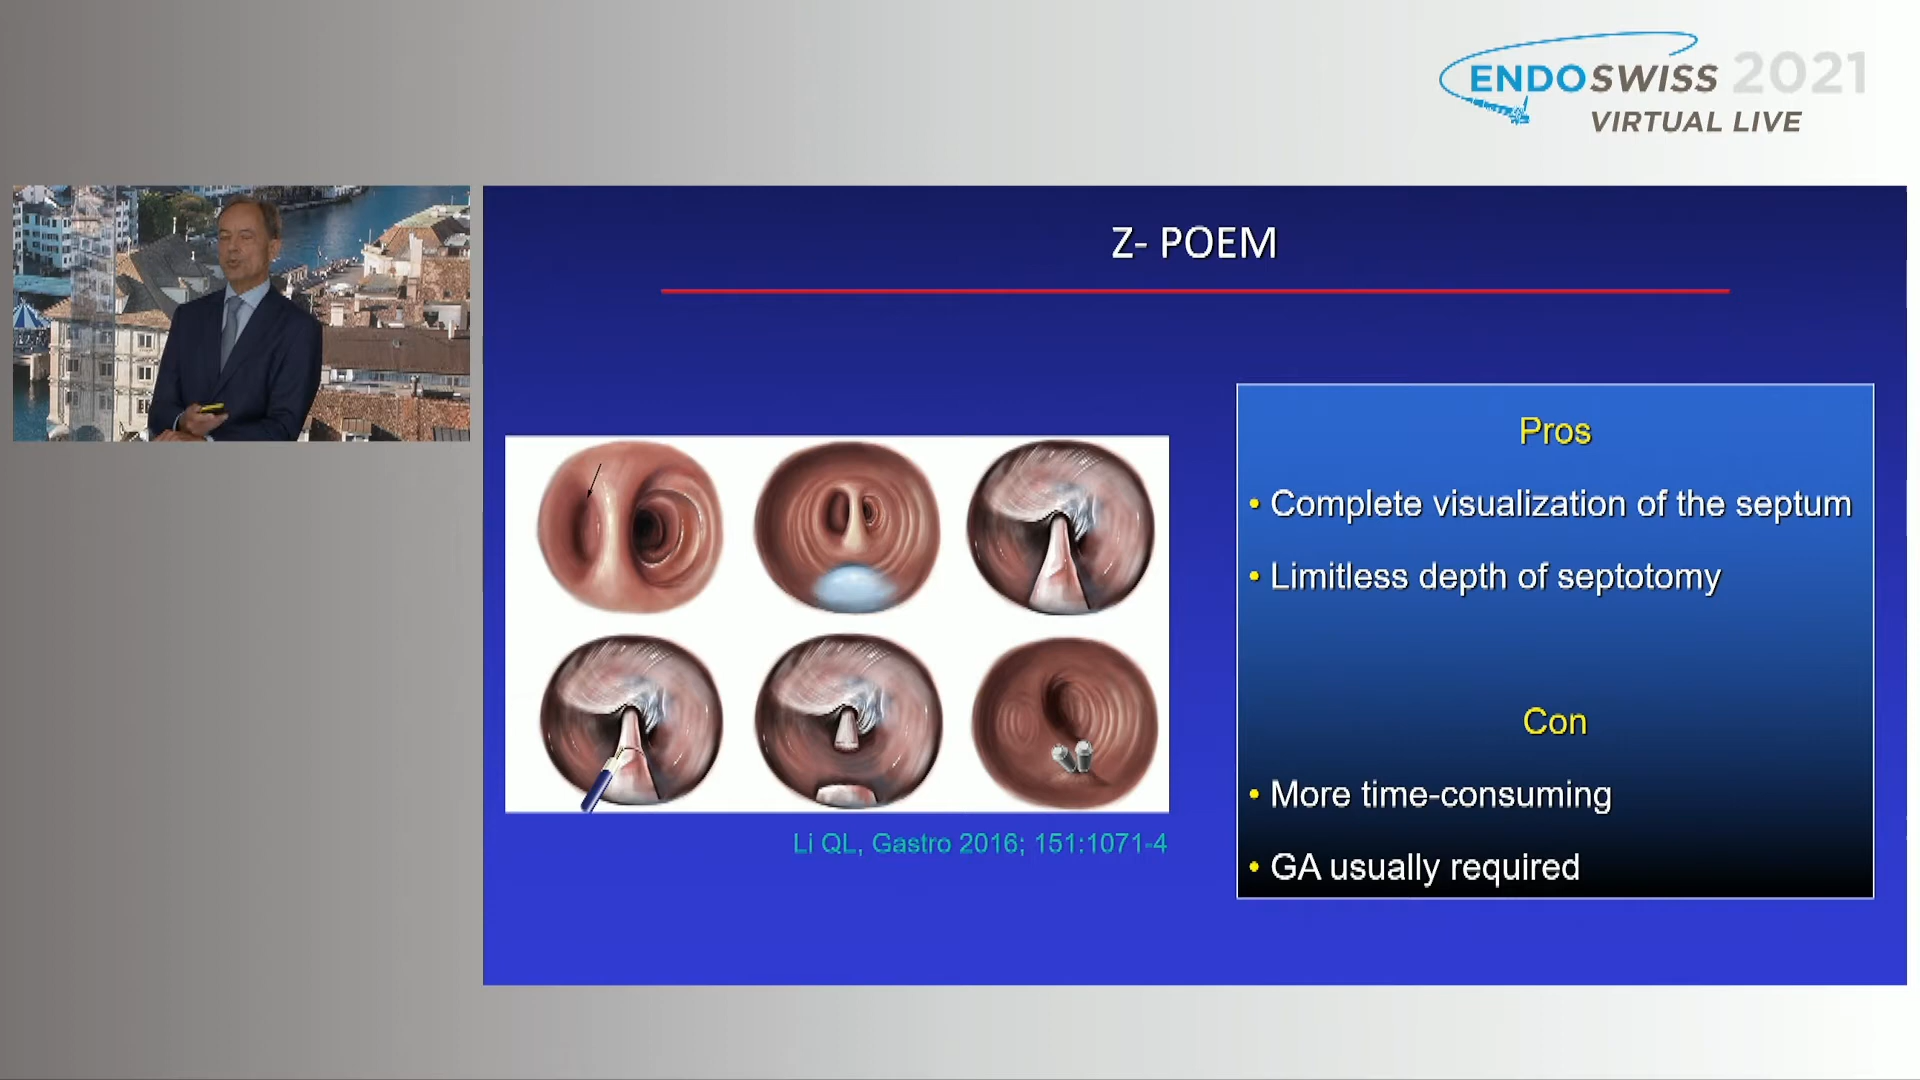 ENDOSWISS 2021
VIRTUAL LIVE
Z- POEM
Li QL, Gastro 2016; 151:1071-4
Pros
• Complete visualization of the septum
• Limitless depth of septotomy
Con
• More time-consuming
• GA usually required